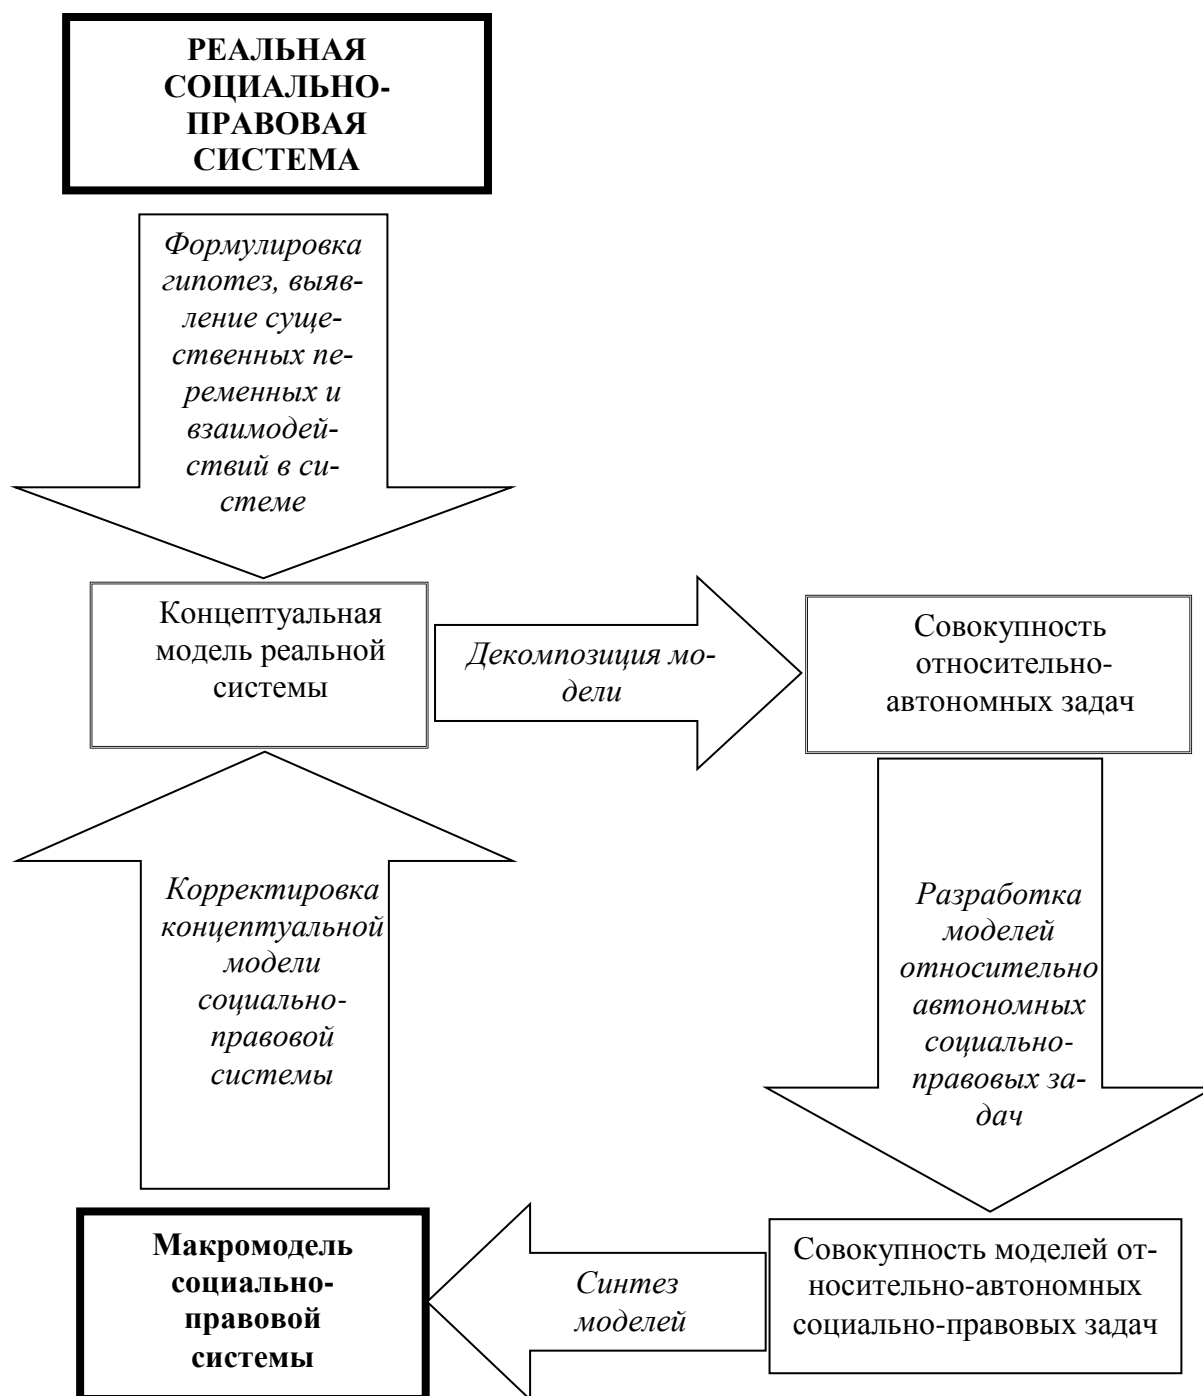 РЕАЛЬНАЯ
СОЦИАЛЬНО-
ПРАВОВАЯ
СИСТЕМА
Формулировка
гипотез, выяв-
ление суще-
ственных пе-
ременных и
взаимодей-
ствий в си-
стеме
Концептуальная
модель реальной
системы
Декомпозиция мо-
дели
Совокупность
относительно-
автономных задач
Разработка
моделей
относительно
автономных
социально-
правовых за-
дач
Совокупность моделей от-
носительно-автономных
социально-правовых задач
Синтез
моделей
Макромодель
социально-
правовой
системы
Корректировка
концептуальной
модели
социально-
правовой
системы